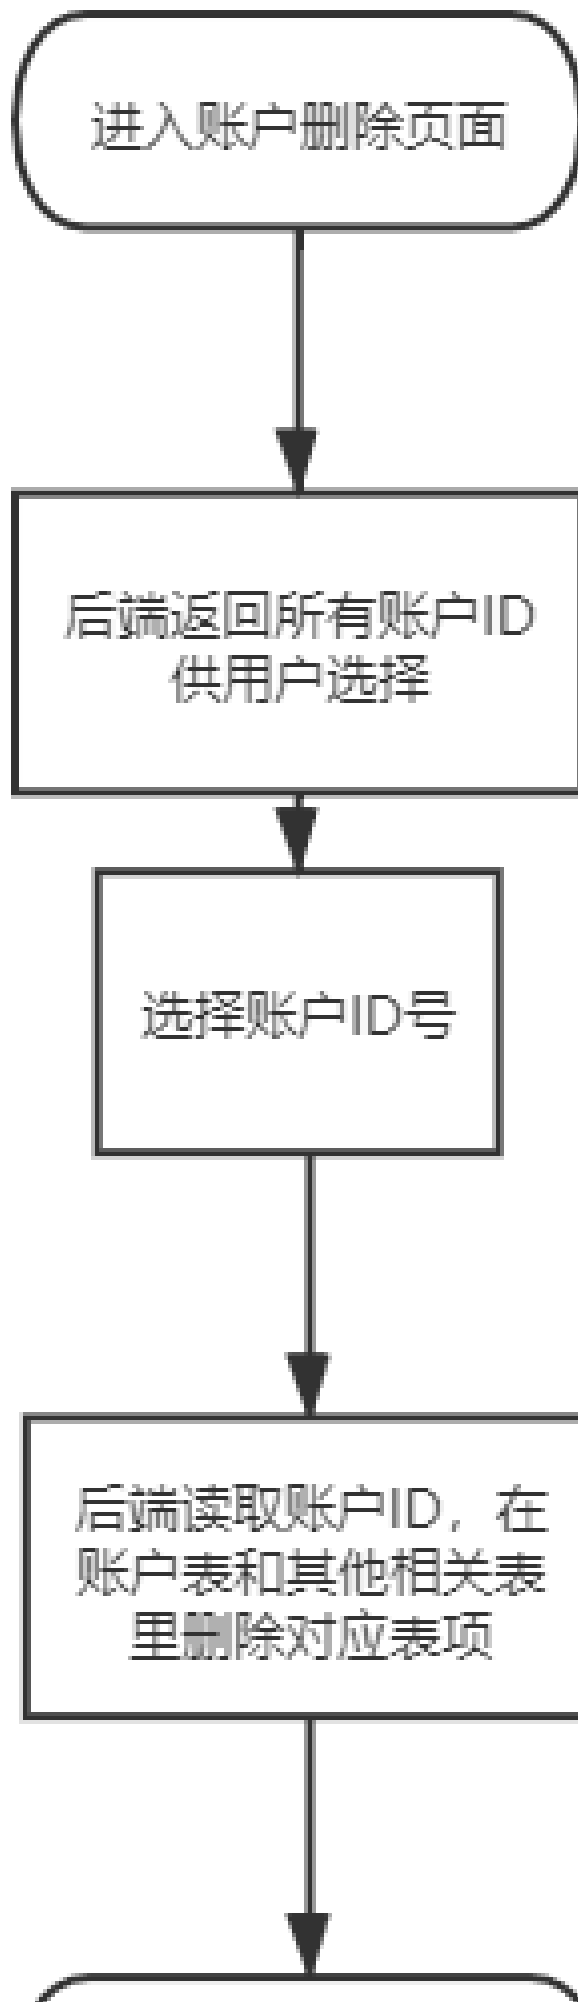 进入账户删除页面
后端返回所有账户ID
供用户选择
选择账户ID号
后端读取账户ID，在
账户表和其他相关表
里删除对应表项